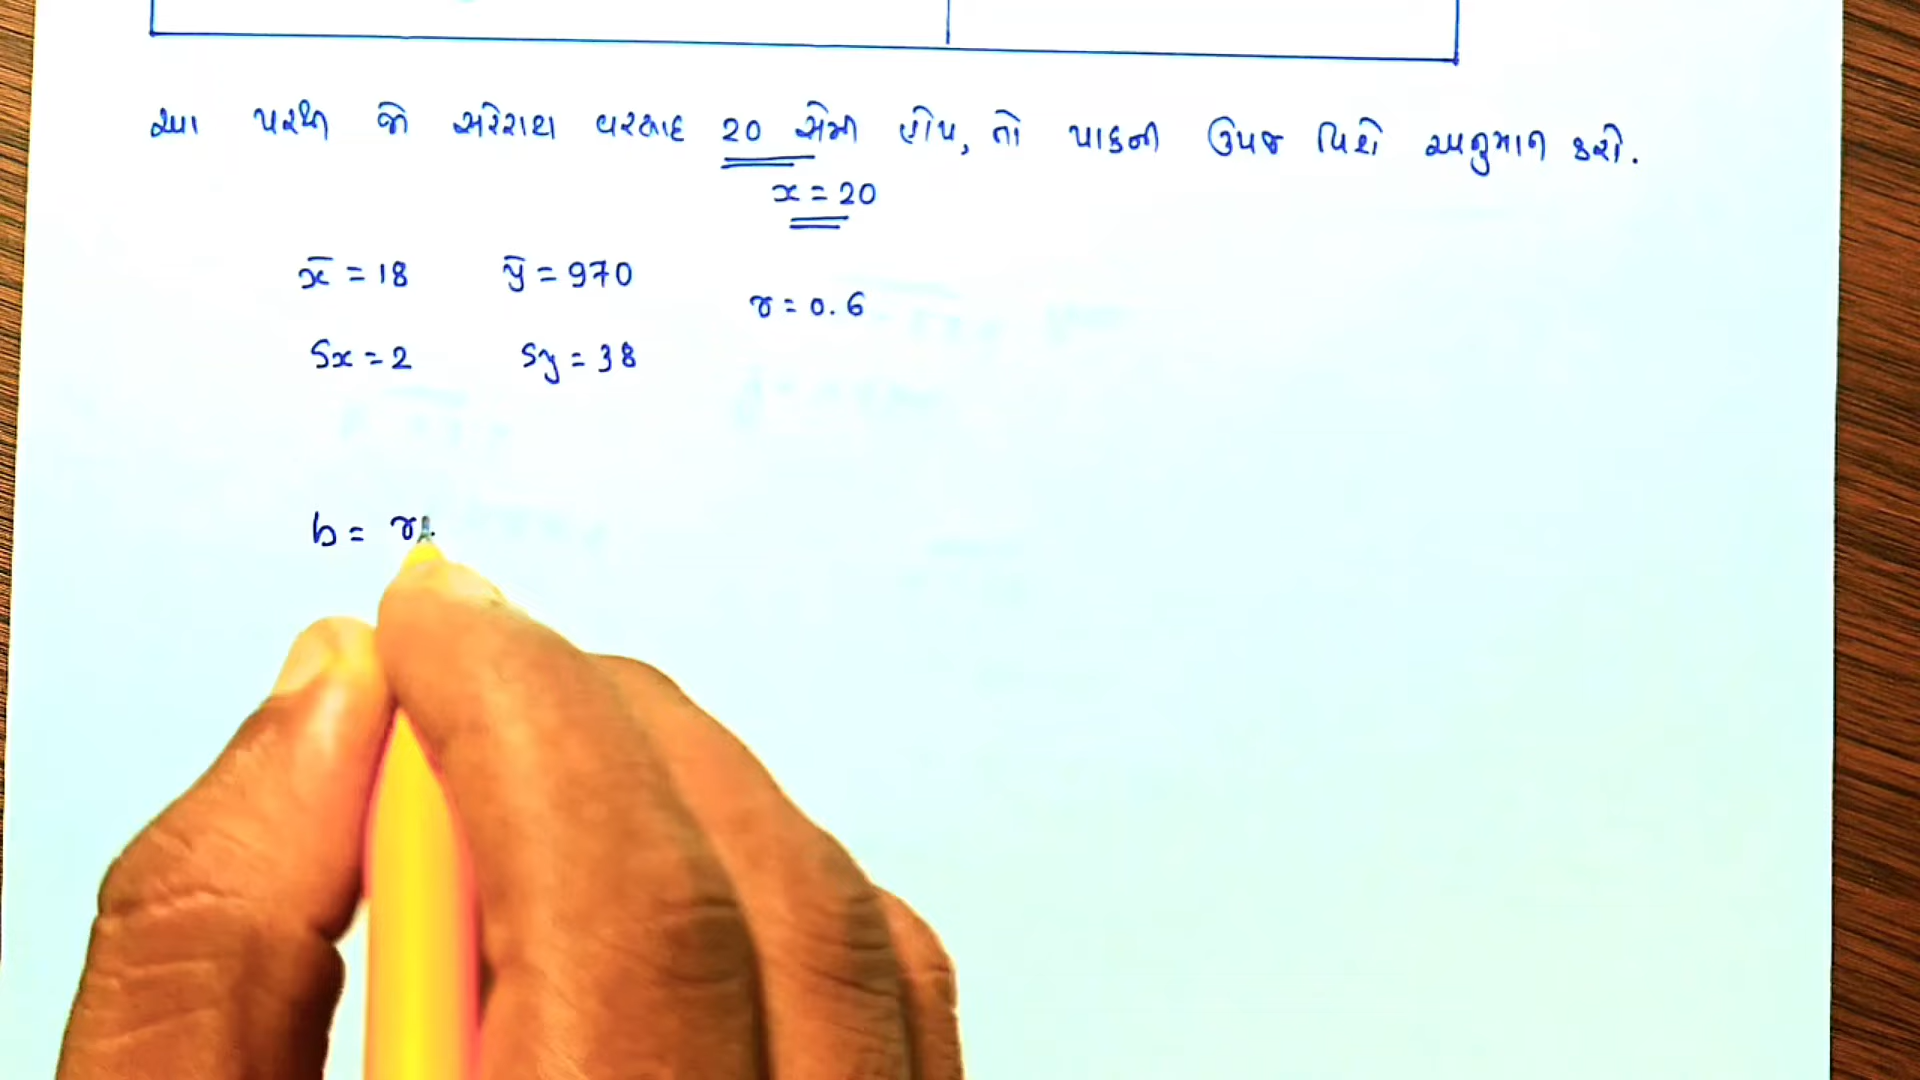 આ પરથી જો સરેરાશ વરસાદ 20 સેમી હોય, તો પાકની ઉપજ વિશે અનુમાન કરો.
x = 20
x̄ = 18 ȳ = 970
r = 0.6
Sx = 2 Sy = 38
b = r.